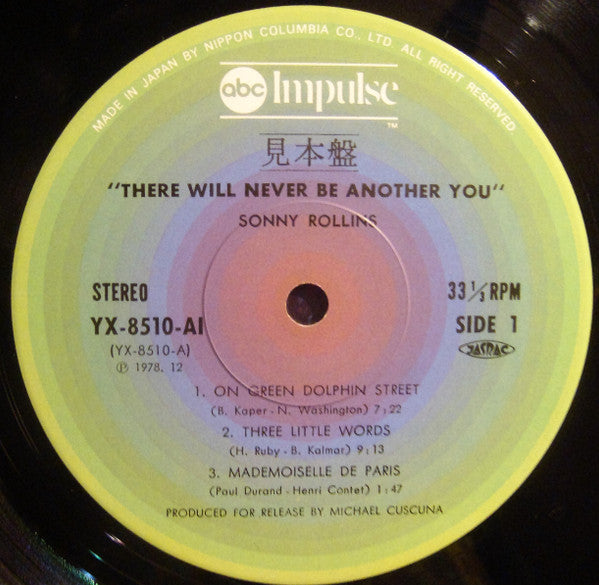 MADE IN JAPAN BY NIPPON COLUMBIA CO., LTD. ALL RIGHT RESERVED.
abc Impulse
TM
見本盤
"THERE WILL NEVER BE ANOTHER YOU"
SONNY ROLLINS
STEREO
33 1/3 RPM
YX-8510-AI
SIDE 1
(YX-8510-A)
JASRAC
Ⓟ 1978. 12
1. ON GREEN DOLPHIN STREET
(B. Kaper - N. Washington) 7:22
2. THREE LITTLE WORDS
(H. Ruby - B. Kalmar) 9:13
3. MADEMOISELLE DE PARIS
(Paul Durand - Henri Contet) 1:47
PRODUCED FOR RELEASE BY MICHAEL CUSCUNA